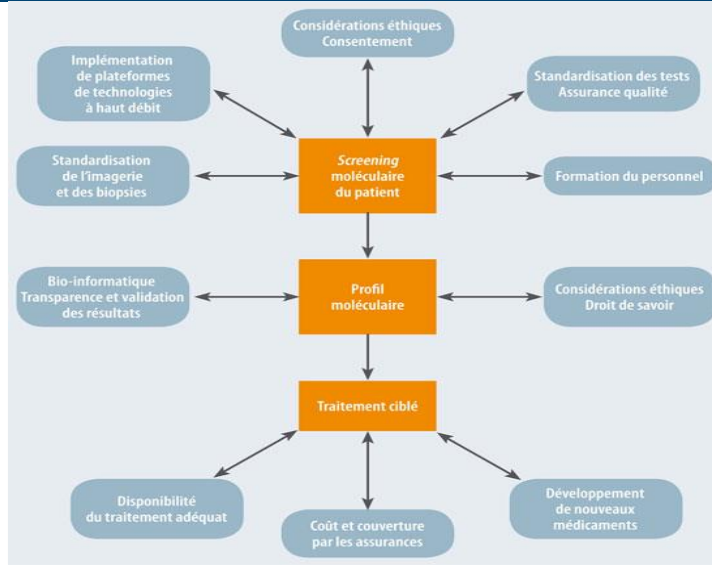 Considérations éthiques
Consentement
Implémentation
de plateformes
de technologies
à haut débit
Standardisation des tests
Assurance qualité
Screening
moléculaire
du patient
Standardisation
de l'imagerie
et des biopsies
Formation du personnel
Bio-informatique
Transparence et validation
des résultats
Profil
moléculaire
Considérations éthiques
Droit de savoir
Traitement ciblé
Disponibilité
du traitement adéquat
Coût et couverture
par les assurances
Développement
de nouveaux
médicaments